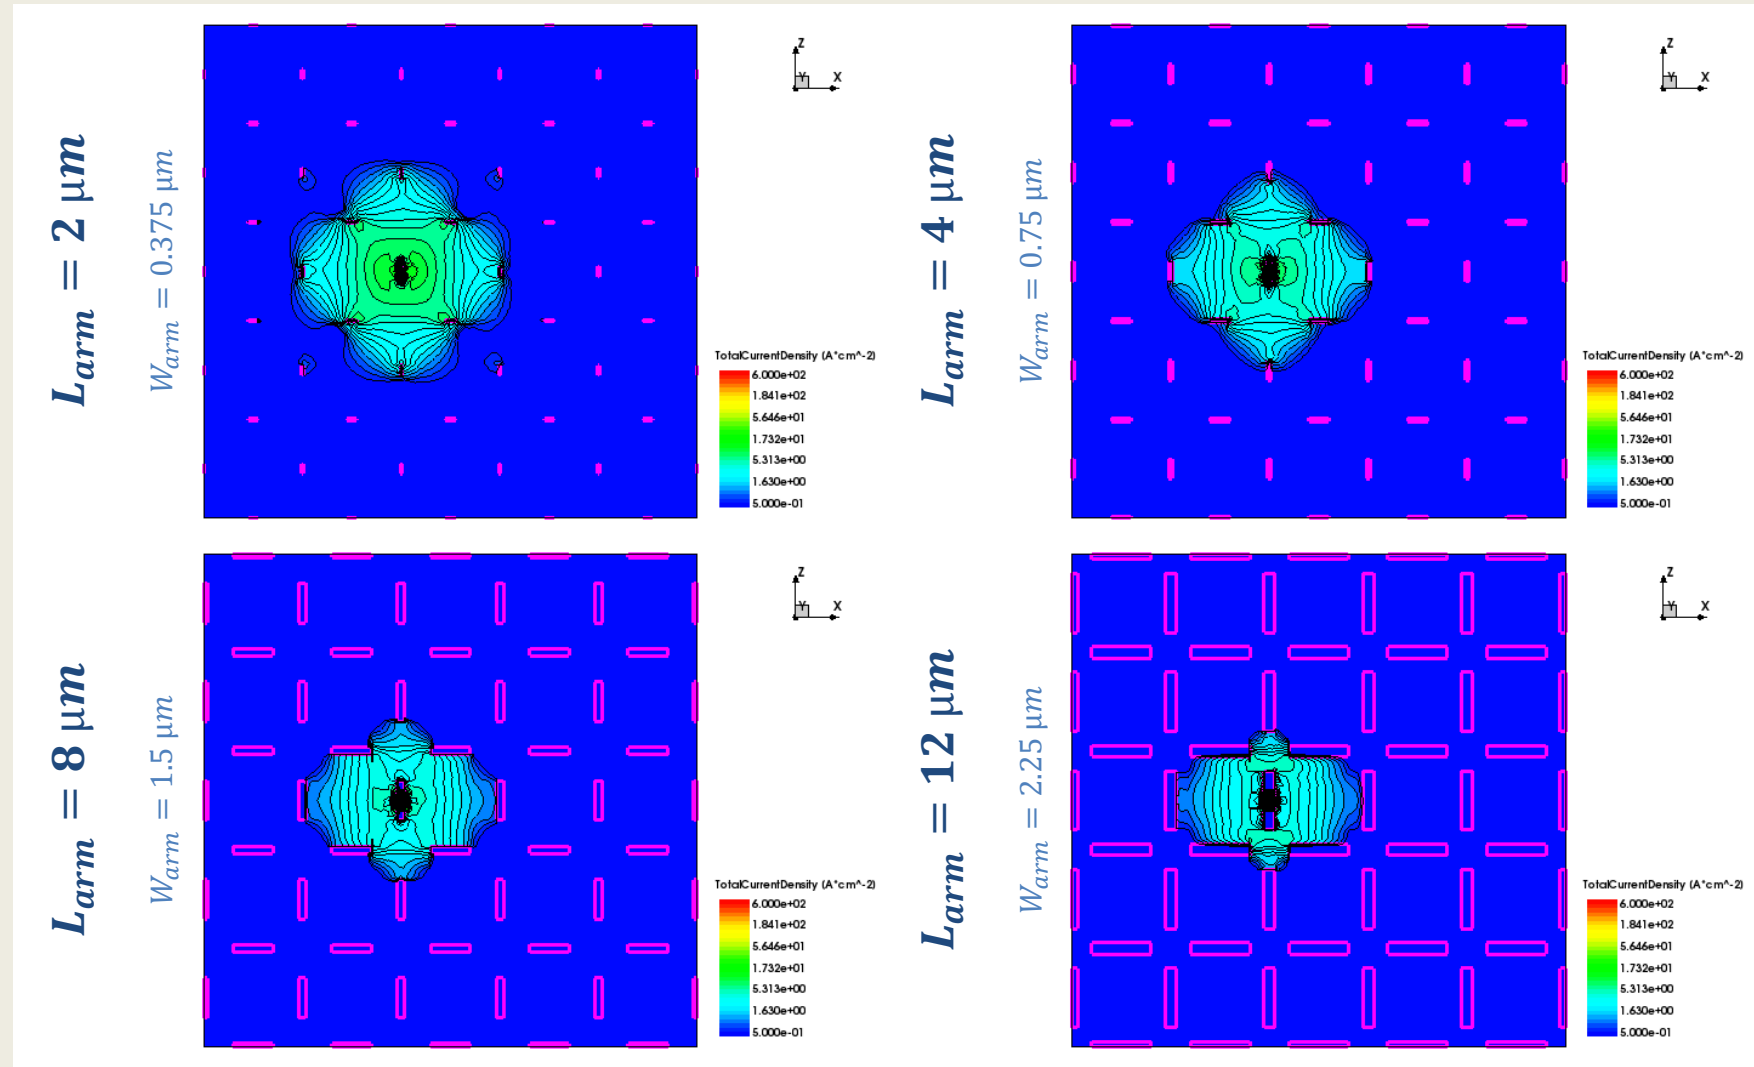 L_arm = 2 μm
W_arm = 0.375 μm
Z
Y
X
TotalCurrentDensity (A*cm^-2)
6.000e+02
1.841e+02
5.646e+01
1.732e+01
5.313e+00
1.630e+00
5.000e-01
L_arm = 4 μm
W_arm = 0.75 μm
Z
Y
X
TotalCurrentDensity (A*cm^-2)
6.000e+02
1.841e+02
5.646e+01
1.732e+01
5.313e+00
1.630e+00
5.000e-01
L_arm = 8 μm
W_arm = 1.5 μm
Z
Y
X
TotalCurrentDensity (A*cm^-2)
6.000e+02
1.841e+02
5.646e+01
1.732e+01
5.313e+00
1.630e+00
5.000e-01
L_arm = 12 μm
W_arm = 2.25 μm
Z
Y
X
TotalCurrentDensity (A*cm^-2)
6.000e+02
1.841e+02
5.646e+01
1.732e+01
5.313e+00
1.630e+00
5.000e-01